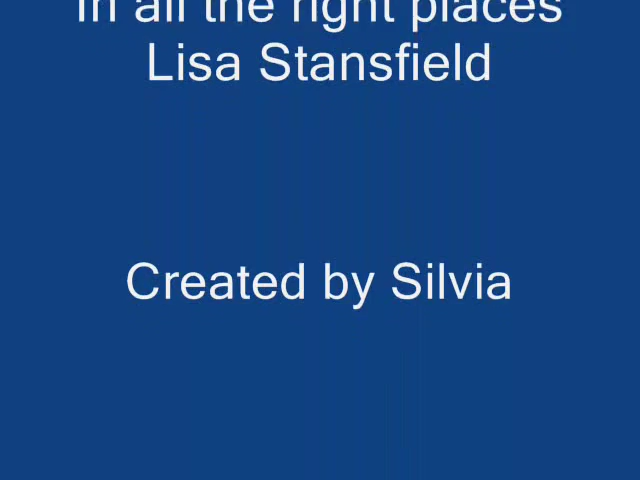 In all the right places
Lisa Stansfield
Created by Silvia